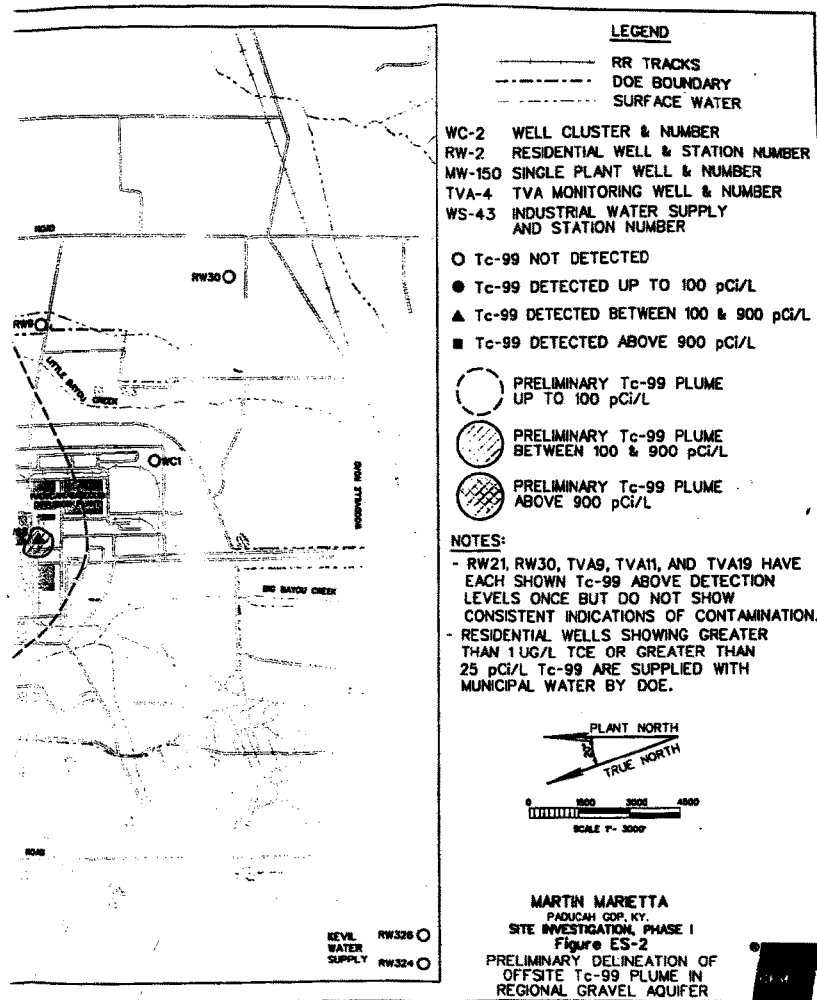 LEGEND
RR TRACKS
DOE BOUNDARY
SURFACE WATER
WC-2 WELL CLUSTER & NUMBER
RW-2 RESIDENTIAL WELL & STATION NUMBER
MW-150 SINGLE PLANT WELL & NUMBER
TVA-4 TVA MONITORING WELL & NUMBER
WS-43 INDUSTRIAL WATER SUPPLY
AND STATION NUMBER
Tc-99 NOT DETECTED
Tc-99 DETECTED UP TO 100 pCi/L
Tc-99 DETECTED BETWEEN 100 & 900 pCi/L
Tc-99 DETECTED ABOVE 900 pCi/L
PRELIMINARY Tc-99 PLUME
UP TO 100 pCi/L
PRELIMINARY Tc-99 PLUME
BETWEEN 100 & 900 pCi/L
PRELIMINARY Tc-99 PLUME
ABOVE 900 pCi/L
NOTES:
- RW21, RW30, TVA9, TVA11, AND TVA19 HAVE
EACH SHOWN Tc-99 ABOVE DETECTION
LEVELS ONCE BUT DO NOT SHOW
CONSISTENT INDICATIONS OF CONTAMINATION.
- RESIDENTIAL WELLS SHOWING GREATER
THAN 1 UG/L TCE OR GREATER THAN
25 pCi/L Tc-99 ARE SUPPLIED WITH
MUNICIPAL WATER BY DOE.
PLANT NORTH
20°
TRUE NORTH
0 1500 3000 4500
SCALE 1"- 3000'
MARTIN MARIETTA
PADUCAH GDP, KY.
SITE INVESTIGATION, PHASE I
Figure ES-2
PRELIMINARY DELINEATION OF
OFFSITE Tc-99 PLUME IN
REGIONAL GRAVEL AQUIFER
ROAD
RW30
RW9
LITTLE BAYOU CREEK
WC1
WOODVILLE ROAD
BIG BAYOU CREEK
ROAD
KEVIL
WATER
SUPPLY
RW326
RW324